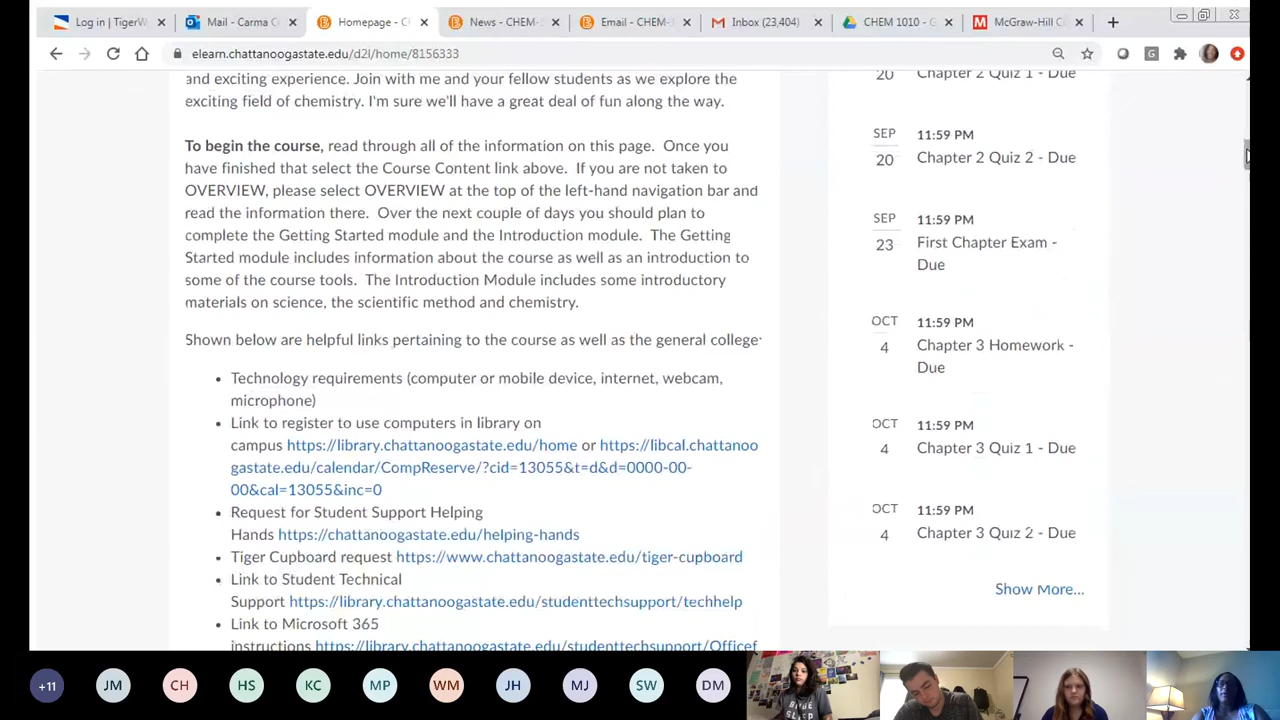 Log in | TigerW
Mail - Carma C
Homepage - C
News - CHEM-
Email - CHEM-
Inbox (23,404)
CHEM 1010 - G
McGraw-Hill C
elearn.chattanoogastate.edu/d2l/home/8156333
and exciting experience. Join with me and your fellow students as we explore the
exciting field of chemistry. I'm sure we'll have a great deal of fun along the way.
To begin the course, read through all of the information on this page. Once you
have finished that select the Course Content link above. If you are not taken to
OVERVIEW, please select OVERVIEW at the top of the left-hand navigation bar and
read the information there. Over the next couple of days you should plan to
complete the Getting Started module and the Introduction module. The Getting
Started module includes information about the course as well as an introduction to
some of the course tools. The Introduction Module includes some introductory
materials on science, the scientific method and chemistry.
Shown below are helpful links pertaining to the course as well as the general college:
• Technology requirements (computer or mobile device, internet, webcam,
microphone)
• Link to register to use computers in library on
campus https://library.chattanoogastate.edu/home or https://libcal.chattanoo
gastate.edu/calendar/CompReserve/?cid=13055&t=d&d=0000-00-
00&cal=13055&inc=0
• Request for Student Support Helping
Hands https://chattanoogastate.edu/helping-hands
• Tiger Cupboard request https://www.chattanoogastate.edu/tiger-cupboard
• Link to Student Technical
Support https://library.chattanoogastate.edu/studenttechsupport/techhelp
• Link to Microsoft 365
instructions https://library.chattanoogastate.edu/studenttechsupport/Officef
20 Chapter 2 Quiz 1 - Due
SEP 11:59 PM
20 Chapter 2 Quiz 2 - Due
SEP 11:59 PM
23 First Chapter Exam -
Due
OCT 11:59 PM
4 Chapter 3 Homework -
Due
OCT 11:59 PM
4 Chapter 3 Quiz 1 - Due
OCT 11:59 PM
4 Chapter 3 Quiz 2 - Due
Show More...
+11
JM
CH
HS
KC
MP
WM
JH
MJ
SW
DM